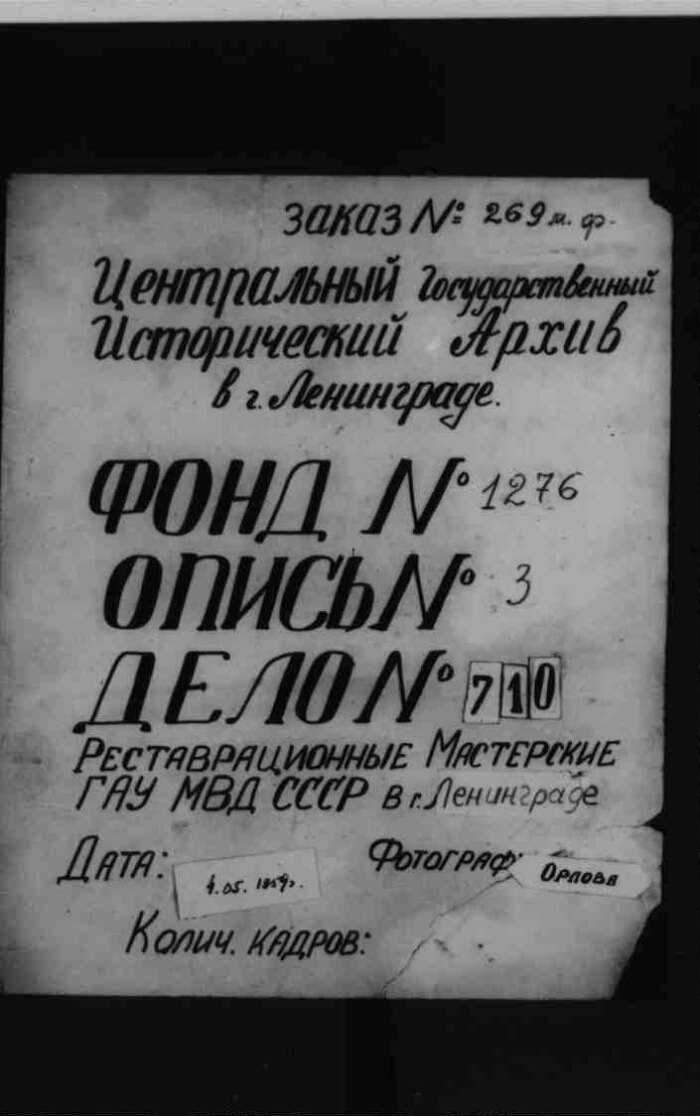 заказ №: 269 м. ф.
Центральный Государственный
Исторический Архив
в г. Ленинграде.
ФОНД № 1276
ОПИСЬ № 3
ДЕЛО № 710
Реставрационные Мастерские
ГАУ МВД СССР в г. Ленинграде
Дата: Фотограф: Орлова
Колич. кадров: